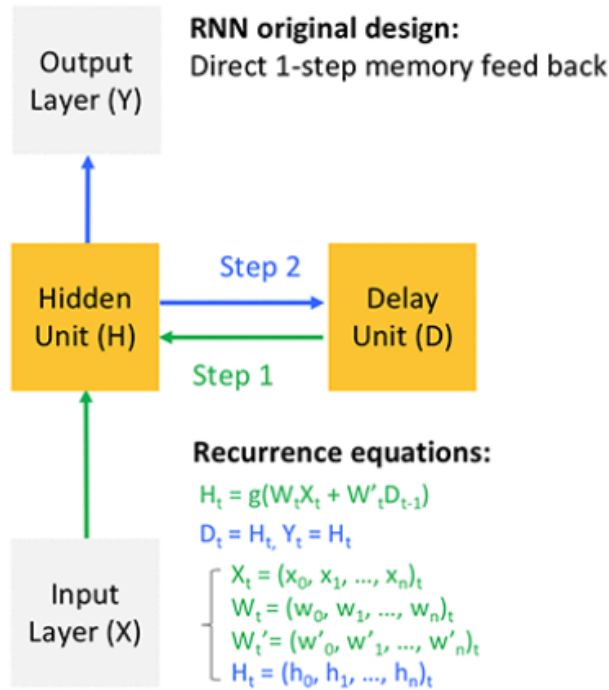 RNN original design:
Direct 1-step memory feed back
Output
Layer (Y)
Step 2
Hidden
Unit (H)
Delay
Unit (D)
Step 1
Recurrence equations:
Hₜ = g(WₜXₜ + W'ₜDₜ₋₁)
Dₜ = Hₜ, Yₜ = Hₜ
Xₜ = (x₀, x₁, ..., xₙ)ₜ
Wₜ = (w₀, w₁, ..., wₙ)ₜ
Wₜ'= (w'₀, w'₁, ..., w'ₙ)ₜ
Hₜ = (h₀, h₁, ..., hₙ)ₜ
Input
Layer (X)